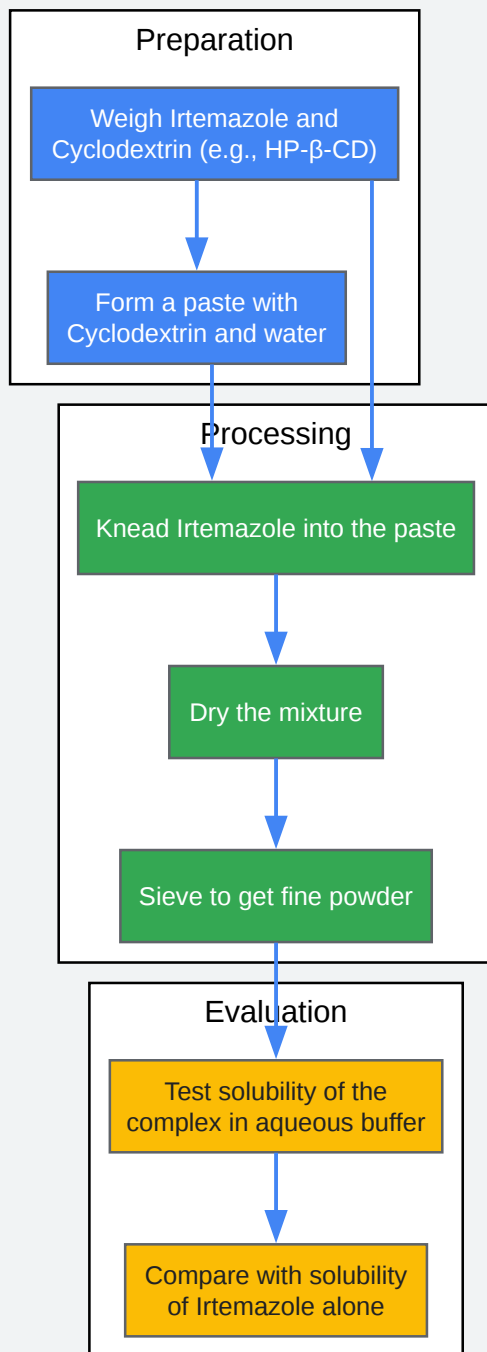 Preparation
Weigh Irtemazole and
Cyclodextrin (e.g., HP-β-CD)
Form a paste with
Cyclodextrin and water
Processing
Knead Irtemazole into the paste
Dry the mixture
Sieve to get fine powder
Evaluation
Test solubility of the
complex in aqueous buffer
Compare with solubility
of Irtemazole alone